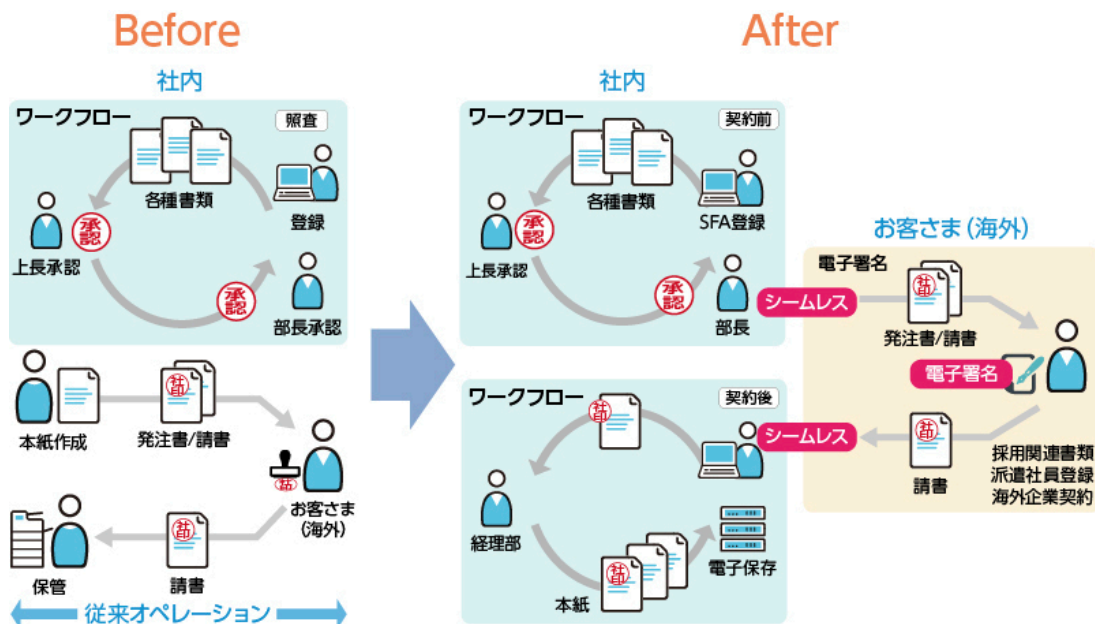 Before
社内
ワークフロー
照査
各種書類
登録
上長承認
承認
承認
部長承認
本紙作成
社印
発注書/請書
社印
お客さま
(海外)
保管
社印
請書
従来オペレーション
After
社内
ワークフロー
契約前
各種書類
SFA登録
上長承認
承認
承認
部長
シームレス
お客さま(海外)
電子署名
社印
発注書/請書
電子署名
社印
請書
採用関連書類
派遣社員登録
海外企業契約
ワークフロー
契約後
社印
シームレス
経理部
社印
本紙
電子保存